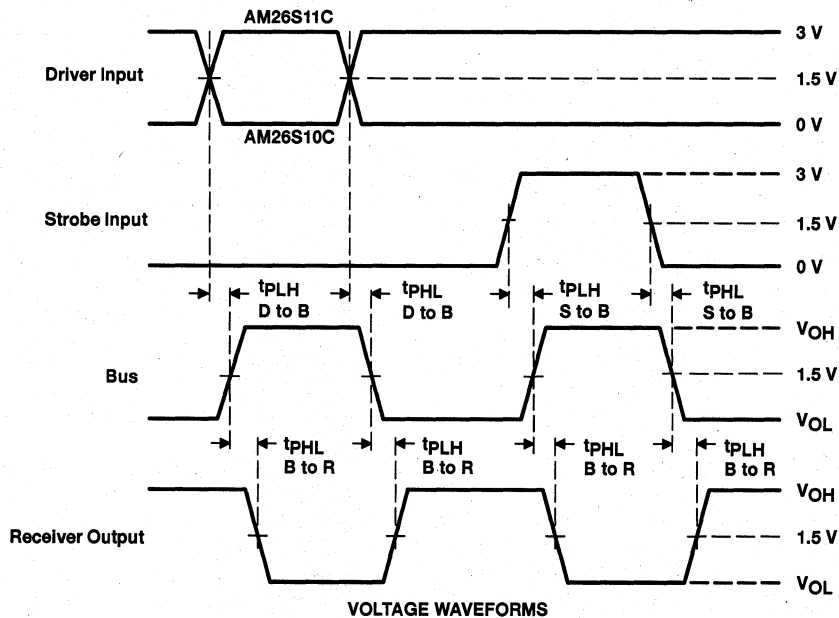 AM26S11C
3 V
Driver Input
1.5 V
0 V
AM26S10C
3 V
Strobe Input
1.5 V
0 V
tPLH
D to B
tPHL
D to B
tPLH
S to B
tPHL
S to B
VOH
Bus
1.5 V
VOL
tPHL
B to R
tPLH
B to R
tPHL
B to R
tPLH
B to R
VOH
Receiver Output
1.5 V
VOL
VOLTAGE WAVEFORMS